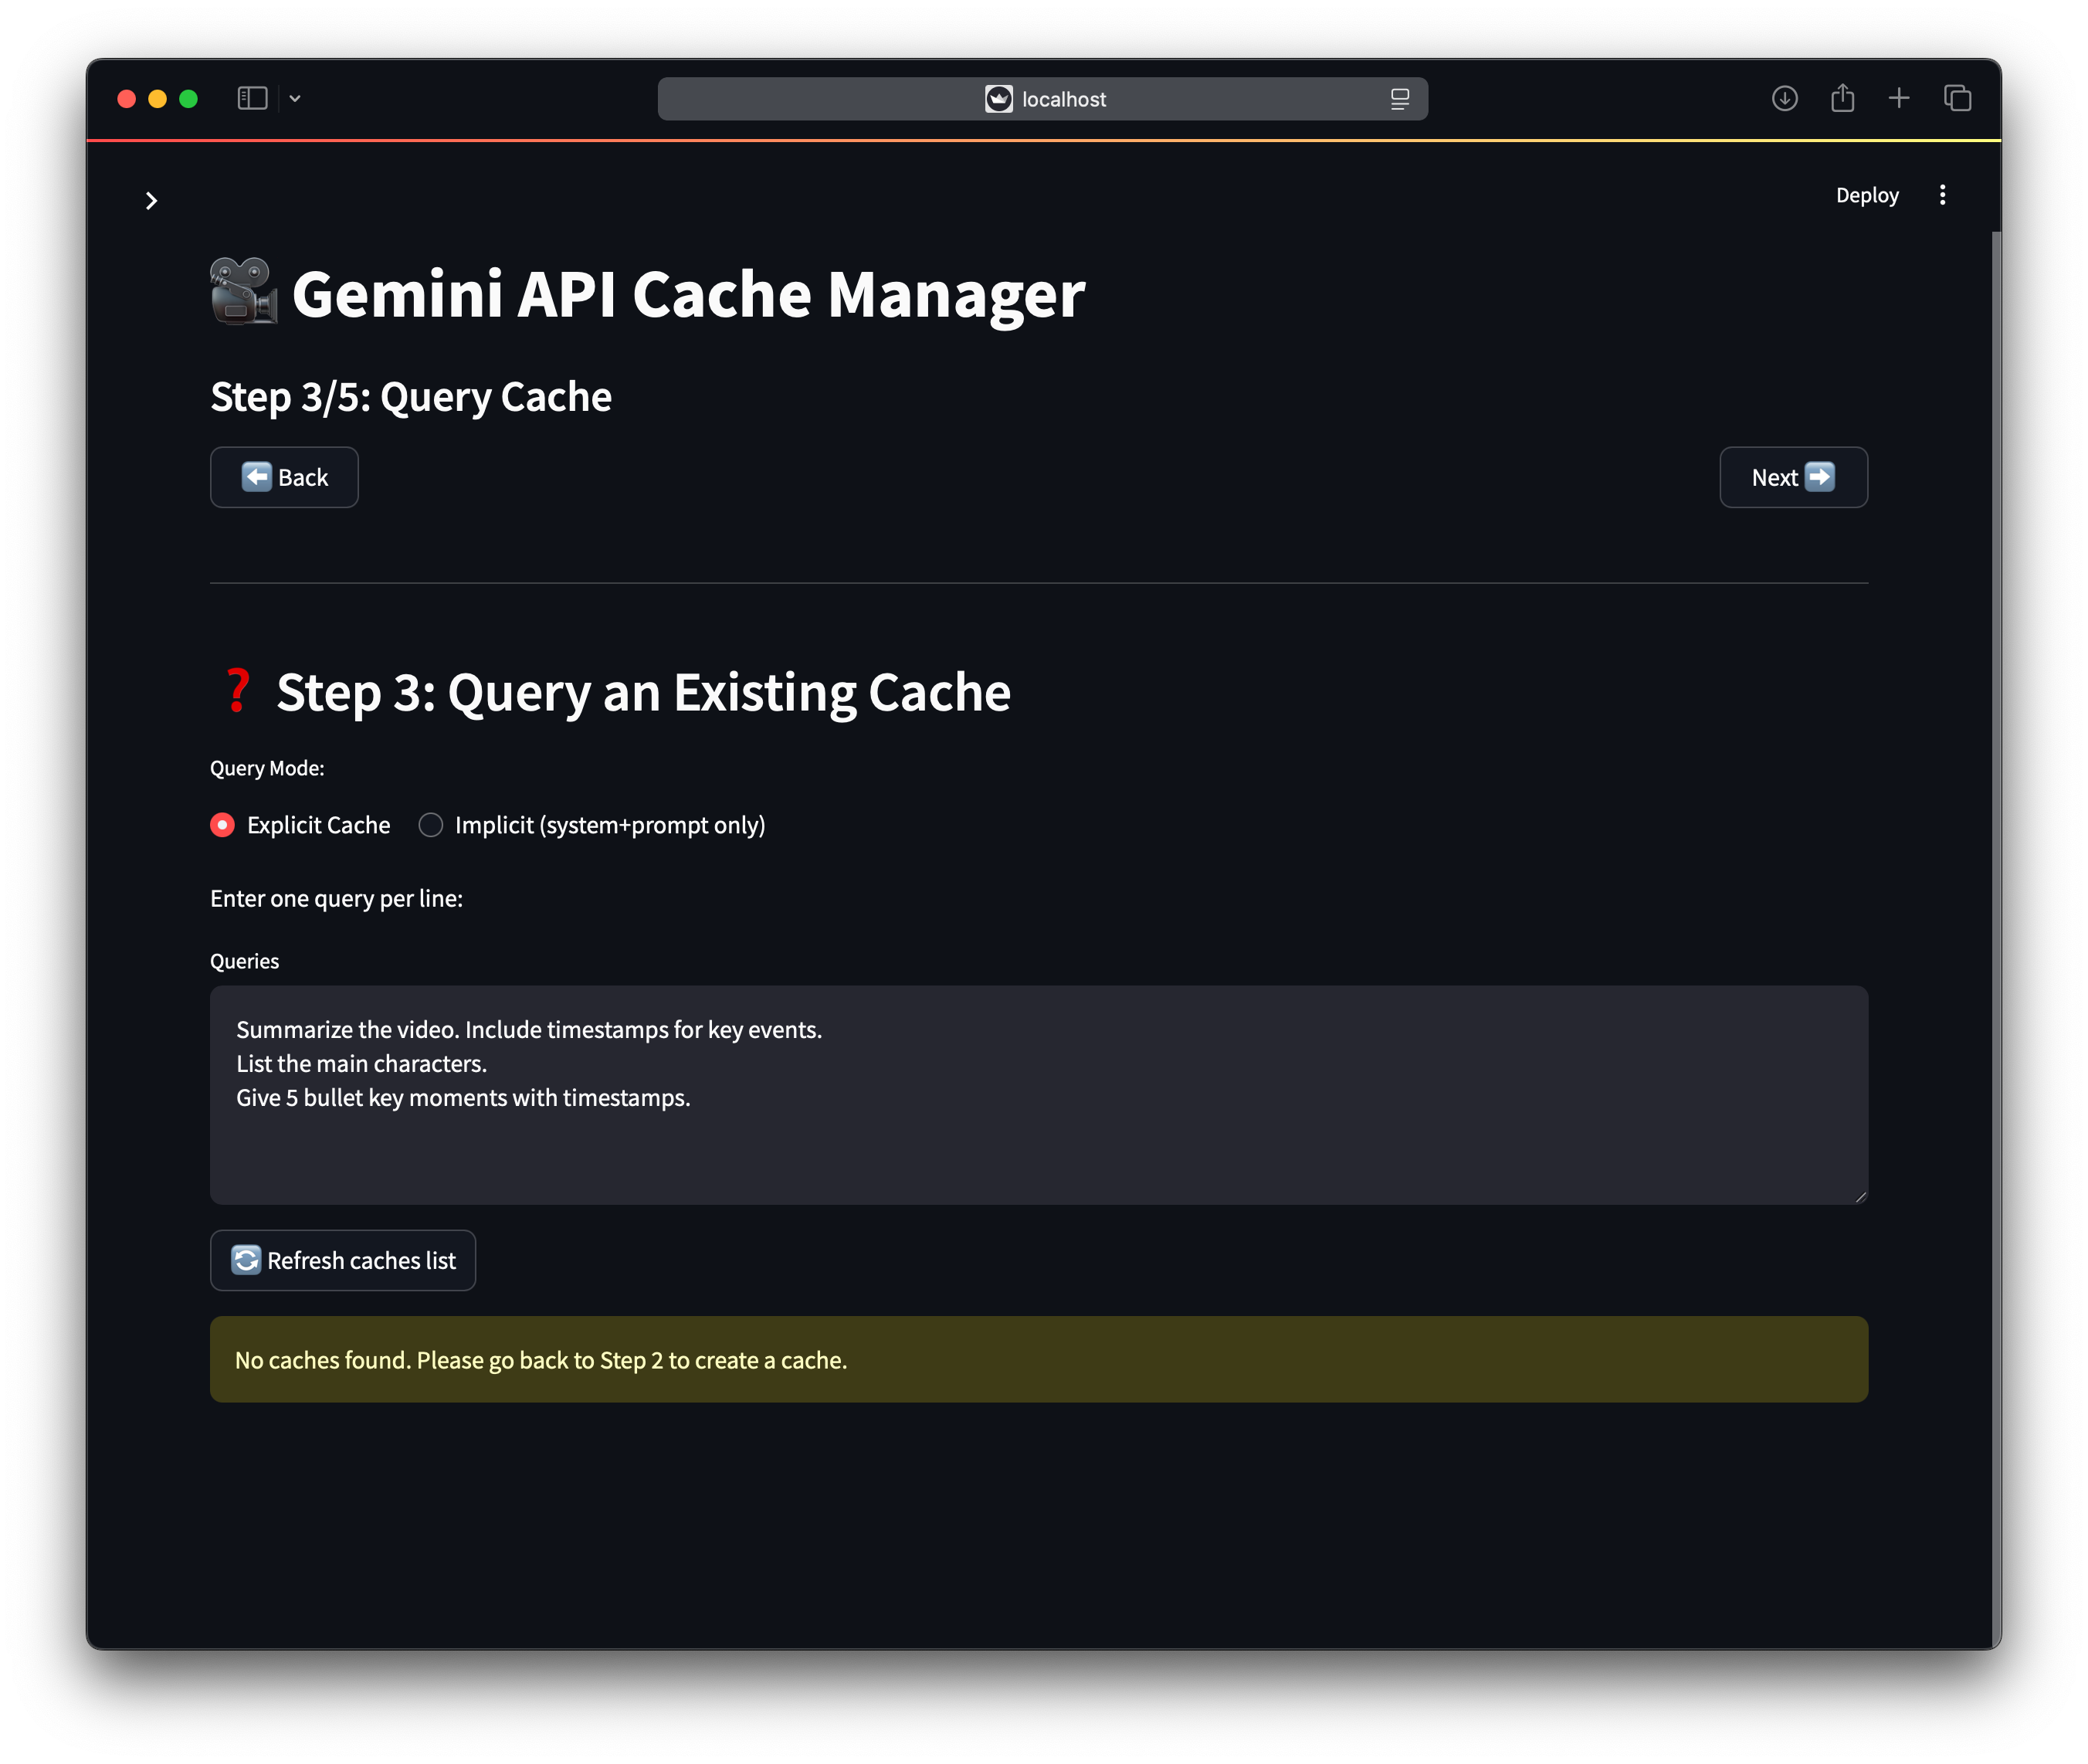 localhost
Deploy
Gemini API Cache Manager
Step 3/5: Query Cache
Back
Next
Step 3: Query an Existing Cache
Query Mode:
Explicit Cache
Implicit (system+prompt only)
Enter one query per line:
Queries
Summarize the video. Include timestamps for key events.
List the main characters.
Give 5 bullet key moments with timestamps.
Refresh caches list
No caches found. Please go back to Step 2 to create a cache.